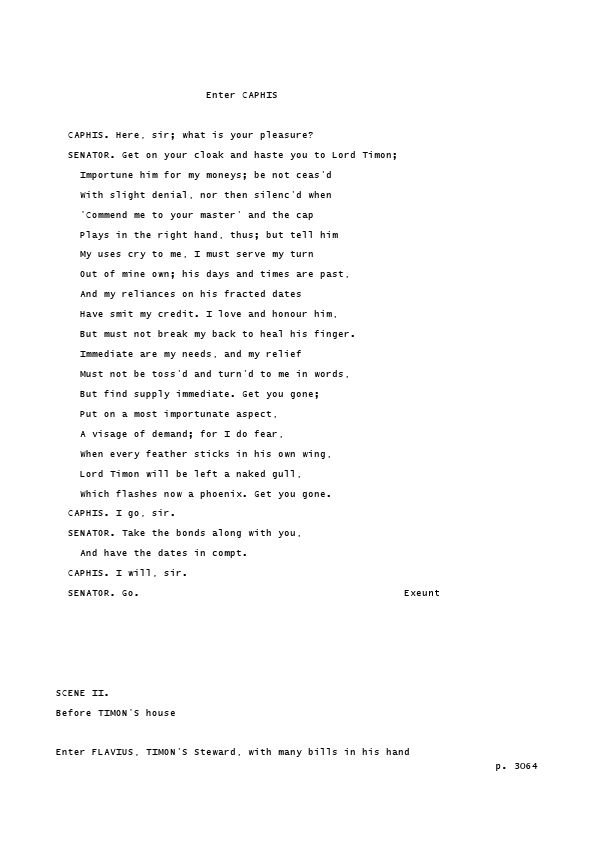 Enter CAPHIS
CAPHIS. Here, sir; what is your pleasure?
SENATOR. Get on your cloak and haste you to Lord Timon;
Importune him for my moneys; be not ceas'd
With slight denial, nor then silenc'd when
'Commend me to your master' and the cap
Plays in the right hand, thus; but tell him
My uses cry to me, I must serve my turn
Out of mine own; his days and times are past,
And my reliances on his fracted dates
Have smit my credit. I love and honour him,
But must not break my back to heal his finger.
Immediate are my needs, and my relief
Must not be toss'd and turn'd to me in words,
But find supply immediate. Get you gone;
Put on a most importunate aspect,
A visage of demand; for I do fear,
When every feather sticks in his own wing,
Lord Timon will be left a naked gull,
Which flashes now a phoenix. Get you gone.
CAPHIS. I go, sir.
SENATOR. Take the bonds along with you,
And have the dates in compt.
CAPHIS. I will, sir.
SENATOR. Go. Exeunt
SCENE II.
Before TIMON'S house
Enter FLAVIUS, TIMON'S Steward, with many bills in his hand
p. 3064